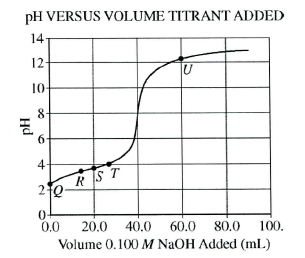 pH VERSUS VOLUME TITRANT ADDED
14
12
10
8
6
4
2
0
pH
Q
R
S
T
U
0.0 20.0 40.0 60.0 80.0 100.
Volume 0.100 M NaOH Added (mL)